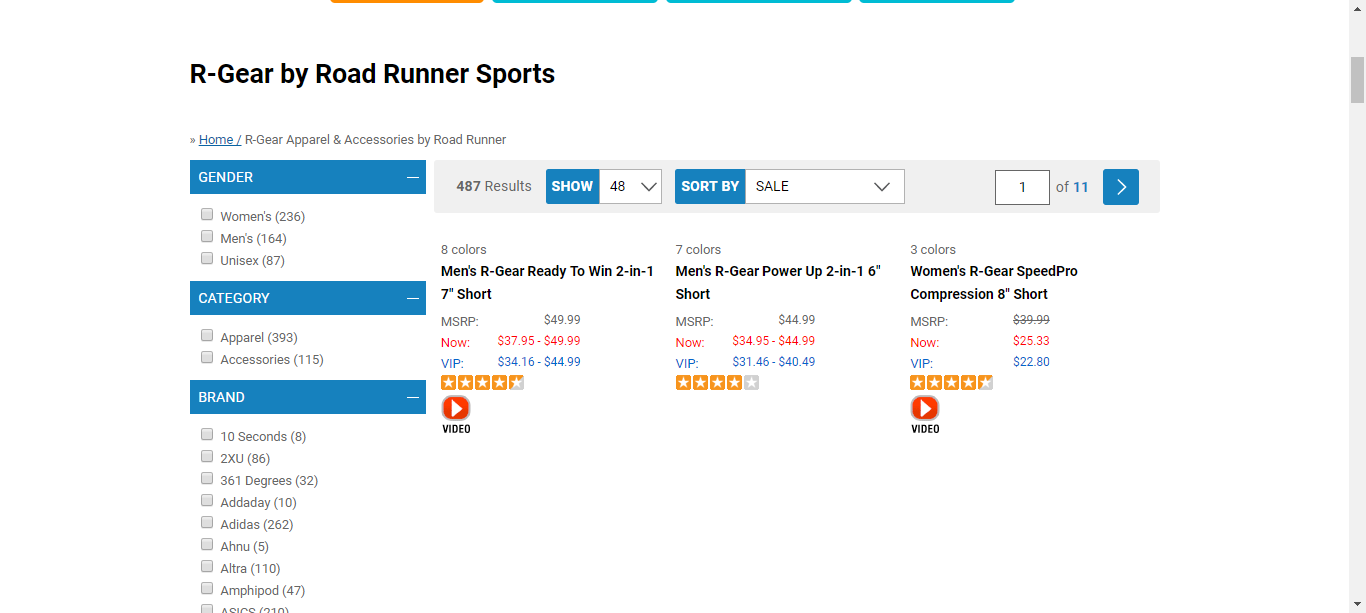 R-Gear by Road Runner Sports
» Home / R-Gear Apparel & Accessories by Road Runner
GENDER
Women's (236)
Men's (164)
Unisex (87)
CATEGORY
Apparel (393)
Accessories (115)
BRAND
10 Seconds (8)
2XU (86)
361 Degrees (32)
Addaday (10)
Adidas (262)
Ahnu (5)
Altra (110)
Amphipod (47)
ASICS (210)
487 Results SHOW 48 SORT BY SALE 1 of 11
8 colors
Men's R-Gear Ready To Win 2-in-1
7" Short
MSRP: $49.99
Now: $37.95 - $49.99
VIP: $34.16 - $44.99
VIDEO
7 colors
Men's R-Gear Power Up 2-in-1 6"
Short
MSRP: $44.99
Now: $34.95 - $44.99
VIP: $31.46 - $40.49
3 colors
Women's R-Gear SpeedPro
Compression 8" Short
MSRP: $39.99
Now: $25.33
VIP: $22.80
VIDEO